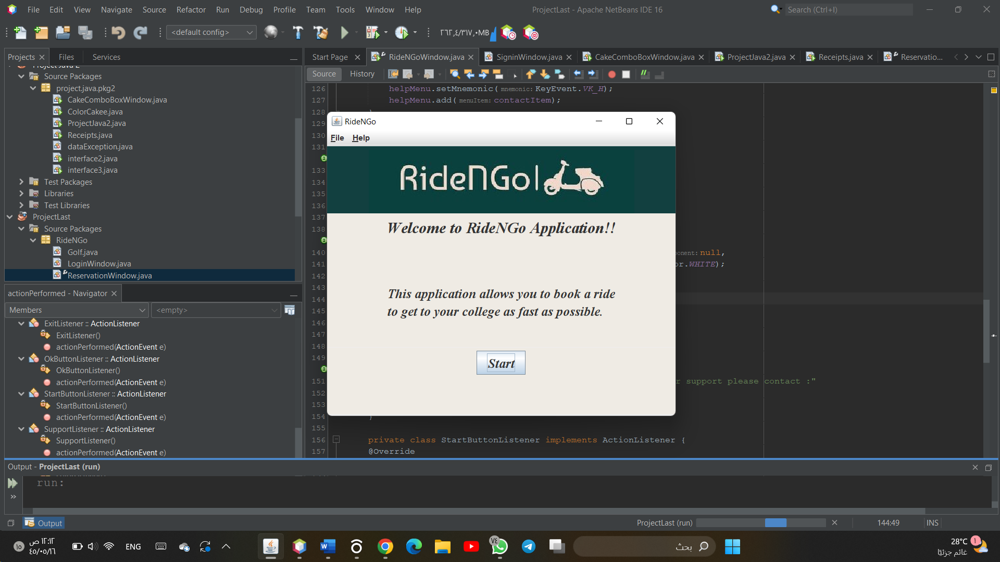 File Edit View Navigate Source Refactor Run Debug Profile Team Tools Window Help
ProjectLast - Apache NetBeans IDE 16
Search (Ctrl+I)
<default config>
٢٦٢٫٤/٣١٧٫٠MB
Projects
Files
Services
Start Page
RideNGoWindow.java
SigninWindow.java
CakeComboBoxWindow.java
ProjectJava2.java
Receipts.java
Reservatio...
Source Packages
project.java.pkg2
CakeComboBoxWindow.java
ColorCakee.java
ProjectJava2.java
Receipts.java
dataException.java
interface2.java
interface3.java
Test Packages
Libraries
Test Libraries
ProjectLast
Source Packages
RideNGo
Golf.java
LoginWindow.java
ReservationWindow.java
actionPerformed - Navigator
Members
<empty>
ExitListener :: ActionListener
ExitListener()
actionPerformed(ActionEvent e)
OkButtonListener :: ActionListener
OkButtonListener()
actionPerformed(ActionEvent e)
StartButtonListener :: ActionListener
StartButtonListener()
actionPerformed(ActionEvent e)
SupportListener :: ActionListener
SupportListener()
actionPerformed(ActionEvent e)
Source
History
126 helpMenu.setMnemonic(mnemonic: KeyEvent.VK_H);
127 helpMenu.add(menuItem: contactItem);
128
129
130
131
133
134
135
136
137
138
140 null,
141 or.WHITE);
142
143
144
145
146
147
148
149
151 r support please contact :"
152
153
154 }
155
156 private class StartButtonListener implements ActionListener {
157 @Override
RideNGo
File Help
RideNGo|
Welcome to RideNGo Application!!
This application allows you to book a ride
to get to your college as fast as possible.
Start
Output - ProjectLast (run)
run:
Output
ProjectLast (run)
144:49
INS
١٥
١٢:١٢ ص
٤٥/٠٥/١٦
ENG
٧٤
بحث
28°C
غائم جزئيًا
1